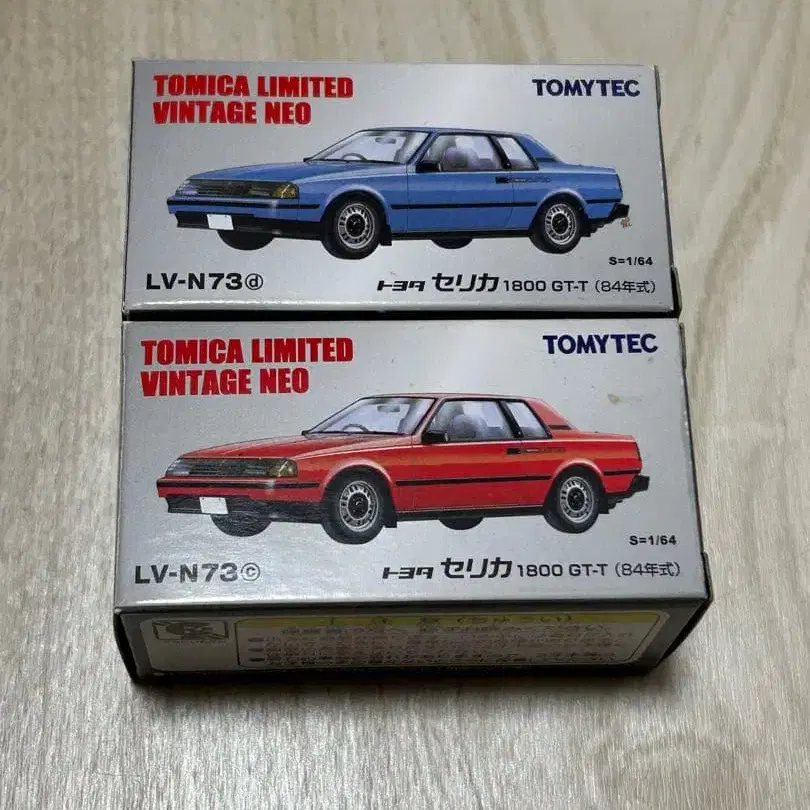 TOMICA LIMITED
VINTAGE NEO
TOMYTEC
S=1/64
LV-N73ⓓ
トヨタ セリカ 1800 GT-T (84年式)
TOMICA LIMITED
VINTAGE NEO
TOMYTEC
S=1/64
LV-N73ⓒ
トヨタ セリカ 1800 GT-T (84年式)